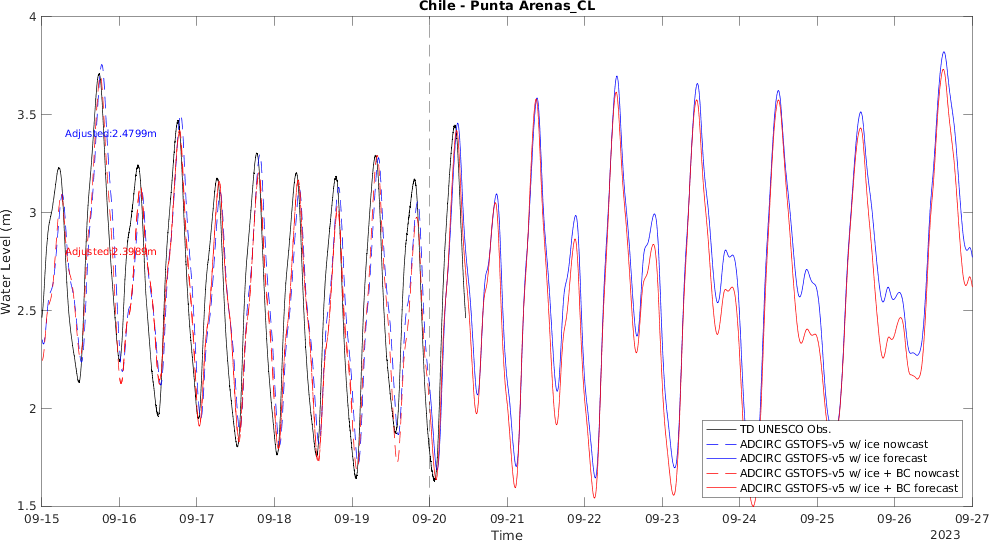 Chile - Punta Arenas_CL
4
3.5
3
2.5
2
1.5
Water Level (m)
Adjusted:2.4799m
Adjusted:2.3989m
TD UNESCO Obs.
ADCIRC GSTOFS-v5 w/ ice nowcast
ADCIRC GSTOFS-v5 w/ ice forecast
ADCIRC GSTOFS-v5 w/ ice + BC nowcast
ADCIRC GSTOFS-v5 w/ ice + BC forecast
09-15 09-16 09-17 09-18 09-19 09-20 09-21 09-22 09-23 09-24 09-25 09-26 09-27
Time
2023